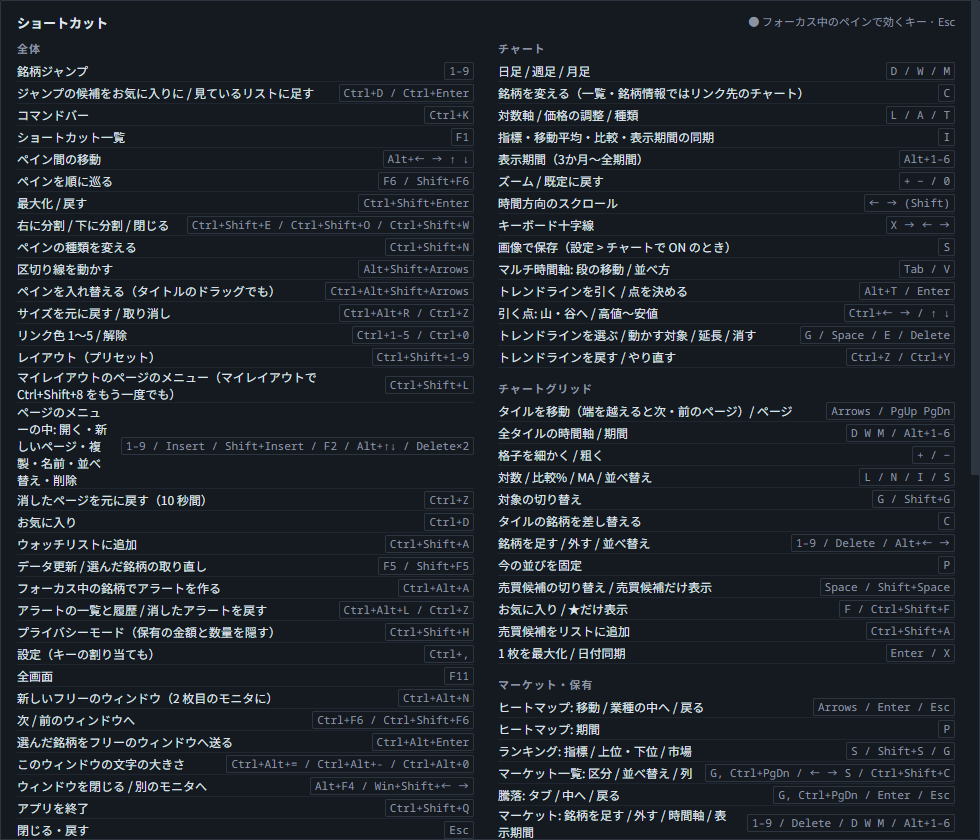 ショートカット
● フォーカス中のペインで効くキー · Esc
全体
銘柄ジャンプ 1-9
ジャンプの候補をお気に入りに / 見ているリストに足す Ctrl+D / Ctrl+Enter
コマンドバー Ctrl+K
ショートカット一覧 F1
ペイン間の移動 Alt+← → ↑ ↓
ペインを順に巡る F6 / Shift+F6
最大化 / 戻す Ctrl+Shift+Enter
右に分割 / 下に分割 / 閉じる Ctrl+Shift+E / Ctrl+Shift+O / Ctrl+Shift+W
ペインの種類を変える Ctrl+Shift+N
区切り線を動かす Alt+Shift+Arrows
ペインを入れ替える（タイトルのドラッグでも） Ctrl+Alt+Shift+Arrows
サイズを元に戻す / 取り消し Ctrl+Alt+R / Ctrl+Z
リンク色 1〜5 / 解除 Ctrl+1-5 / Ctrl+0
レイアウト（プリセット） Ctrl+Shift+1-9
マイレイアウトのページのメニュー（マイレイアウトで
Ctrl+Shift+8 をもう一度でも） Ctrl+Shift+L
ページのメニュ
ーの中: 開く・新
しいページ・複 1-9 / Insert / Shift+Insert / F2 / Alt+↑↓ / Delete×2
製・名前・並べ
替え・削除
消したページを元に戻す（10 秒間） Ctrl+Z
お気に入り Ctrl+D
ウォッチリストに追加 Ctrl+Shift+A
データ更新 / 選んだ銘柄の取り直し F5 / Shift+F5
フォーカス中の銘柄でアラートを作る Ctrl+Alt+A
アラートの一覧と履歴 / 消したアラートを戻す Ctrl+Alt+L / Ctrl+Z
プライバシーモード（保有の金額と数量を隠す） Ctrl+Shift+H
設定（キーの割り当ても） Ctrl+,
全画面 F11
新しいフリーのウィンドウ（2 枚目のモニタに） Ctrl+Alt+N
次 / 前のウィンドウへ Ctrl+F6 / Ctrl+Shift+F6
選んだ銘柄をフリーのウィンドウへ送る Ctrl+Alt+Enter
このウィンドウの文字の大きさ Ctrl+Alt+= / Ctrl+Alt+- / Ctrl+Alt+0
ウィンドウを閉じる / 別のモニタへ Alt+F4 / Win+Shift+← →
アプリを終了 Ctrl+Shift+Q
閉じる・戻す Esc
チャート
日足 / 週足 / 月足 D / W / M
銘柄を変える（一覧・銘柄情報ではリンク先のチャート） C
対数軸 / 価格の調整 / 種類 L / A / T
指標・移動平均・比較・表示期間の同期 I
表示期間（3か月〜全期間） Alt+1-6
ズーム / 既定に戻す + − / 0
時間方向のスクロール ← → (Shift)
キーボード十字線 X → ← →
画像で保存（設定 > チャートで ON のとき） S
マルチ時間軸: 段の移動 / 並べ方 Tab / V
トレンドラインを引く / 点を決める Alt+T / Enter
引く点: 山・谷へ / 高値〜安値 Ctrl+← → / ↑ ↓
トレンドラインを選ぶ / 動かす対象 / 延長 / 消す G / Space / E / Delete
トレンドラインを戻す / やり直す Ctrl+Z / Ctrl+Y
チャートグリッド
タイルを移動（端を越えると次・前のページ）/ ページ Arrows / PgUp PgDn
全タイルの時間軸 / 期間 D W M / Alt+1-6
格子を細かく / 粗く + / −
対数 / 比較% / MA / 並べ替え L / N / I / S
対象の切り替え G / Shift+G
タイルの銘柄を差し替える C
銘柄を足す / 外す / 並べ替え 1-9 / Delete / Alt+← →
今の並びを固定 P
売買候補の切り替え / 売買候補だけ表示 Space / Shift+Space
お気に入り / ★だけ表示 F / Ctrl+Shift+F
売買候補をリストに追加 Ctrl+Shift+A
1 枚を最大化 / 日付同期 Enter / X
マーケット・保有
ヒートマップ: 移動 / 業種の中へ / 戻る Arrows / Enter / Esc
ヒートマップ: 期間 P
ランキング: 指標 / 上位・下位 / 市場 S / Shift+S / G
マーケット一覧: 区分 / 並べ替え / 列 G, Ctrl+PgDn / ← → S / Ctrl+Shift+C
騰落: タブ / 中へ / 戻る G, Ctrl+PgDn / Enter / Esc
マーケット: 銘柄を足す / 外す / 時間軸 / 表
示期間 1-9 / Delete / D W M / Alt+1-6